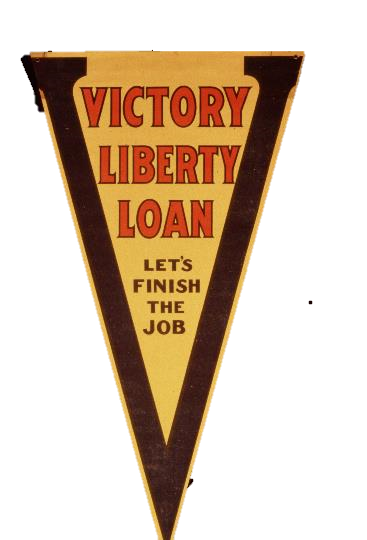 VICTORY
LIBERTY
LOAN
LET'S
FINISH
THE
JOB